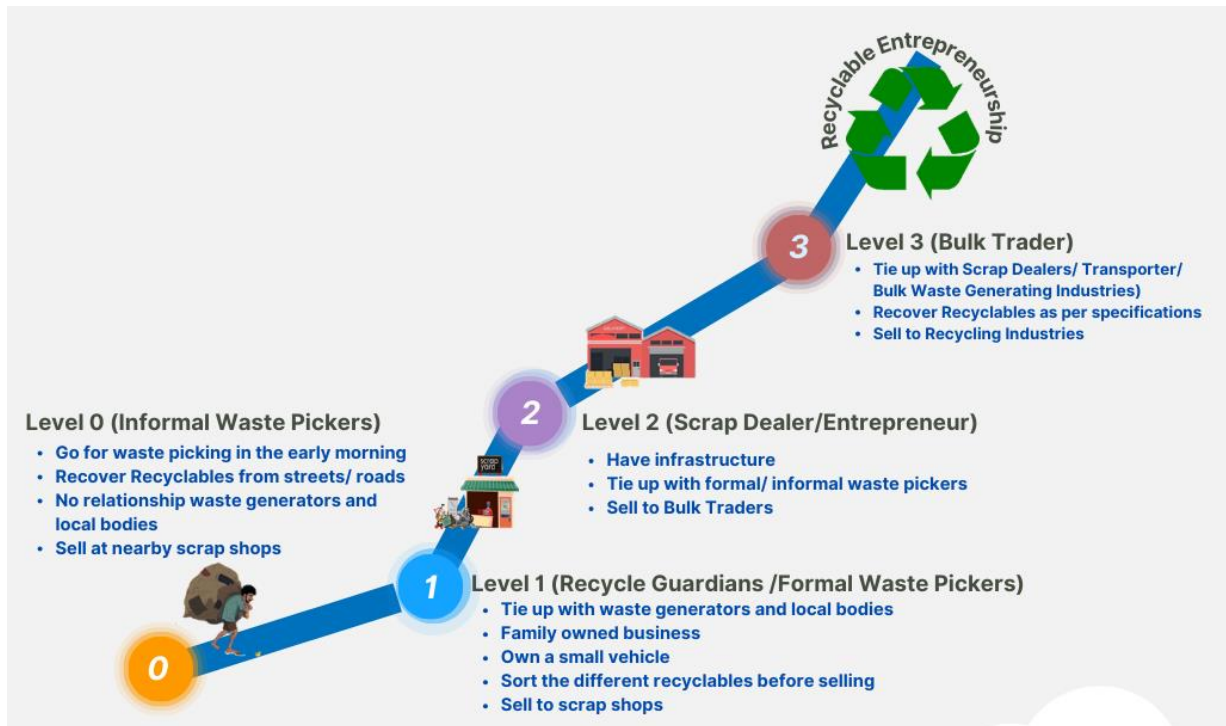 Recyclable Entrepreneurship
3
Level 3 (Bulk Trader)
• Tie up with Scrap Dealers/ Transporter/
Bulk Waste Generating Industries)
• Recover Recyclables as per specifications
• Sell to Recycling Industries
2
Level 2 (Scrap Dealer/Entrepreneur)
• Have infrastructure
• Tie up with formal/ informal waste pickers
• Sell to Bulk Traders
Level 0 (Informal Waste Pickers)
• Go for waste picking in the early morning
• Recover Recyclables from streets/ roads
• No relationship waste generators and
local bodies
• Sell at nearby scrap shops
scrap
yard
1
Level 1 (Recycle Guardians /Formal Waste Pickers)
• Tie up with waste generators and local bodies
• Family owned business
• Own a small vehicle
• Sort the different recyclables before selling
• Sell to scrap shops
0